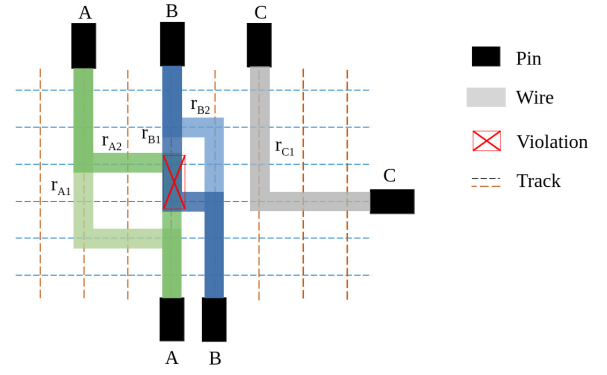 A
B
C
Pin
Wire
Violation
Track
r_B2
r_B1
r_A2
r_C1
r_A1
C
A
B